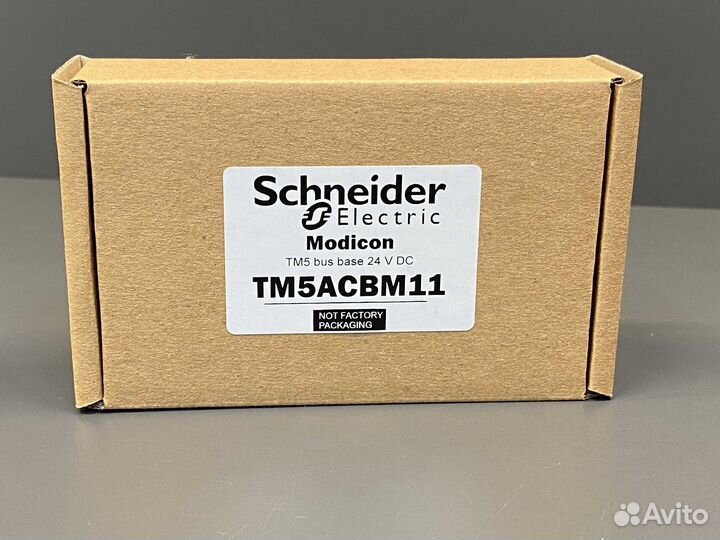 Schneider
Electric
Modicon
TM5 bus base 24 V DC
TM5ACBM11
NOT FACTORY
PACKAGING
Avito